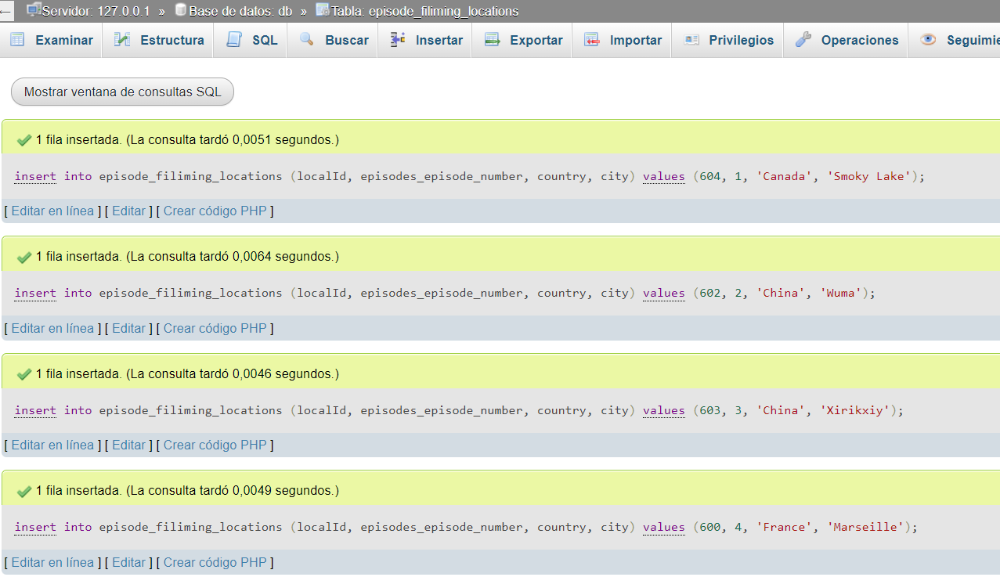 Servidor: 127.0.0.1 » Base de datos: db » Tabla: episode_filiming_locations
Examinar Estructura SQL Buscar Insertar Exportar Importar Privilegios Operaciones Seguimie
Mostrar ventana de consultas SQL
1 fila insertada. (La consulta tardó 0,0051 segundos.)
insert into episode_filiming_locations (localId, episodes_episode_number, country, city) values (604, 1, 'Canada', 'Smoky Lake');
[ Editar en línea ] [ Editar ] [ Crear código PHP ]
1 fila insertada. (La consulta tardó 0,0064 segundos.)
insert into episode_filiming_locations (localId, episodes_episode_number, country, city) values (602, 2, 'China', 'Wuma');
[ Editar en línea ] [ Editar ] [ Crear código PHP ]
1 fila insertada. (La consulta tardó 0,0046 segundos.)
insert into episode_filiming_locations (localId, episodes_episode_number, country, city) values (603, 3, 'China', 'Xirikxiy');
[ Editar en línea ] [ Editar ] [ Crear código PHP ]
1 fila insertada. (La consulta tardó 0,0049 segundos.)
insert into episode_filiming_locations (localId, episodes_episode_number, country, city) values (600, 4, 'France', 'Marseille');
[ Editar en línea ] [ Editar ] [ Crear código PHP ]